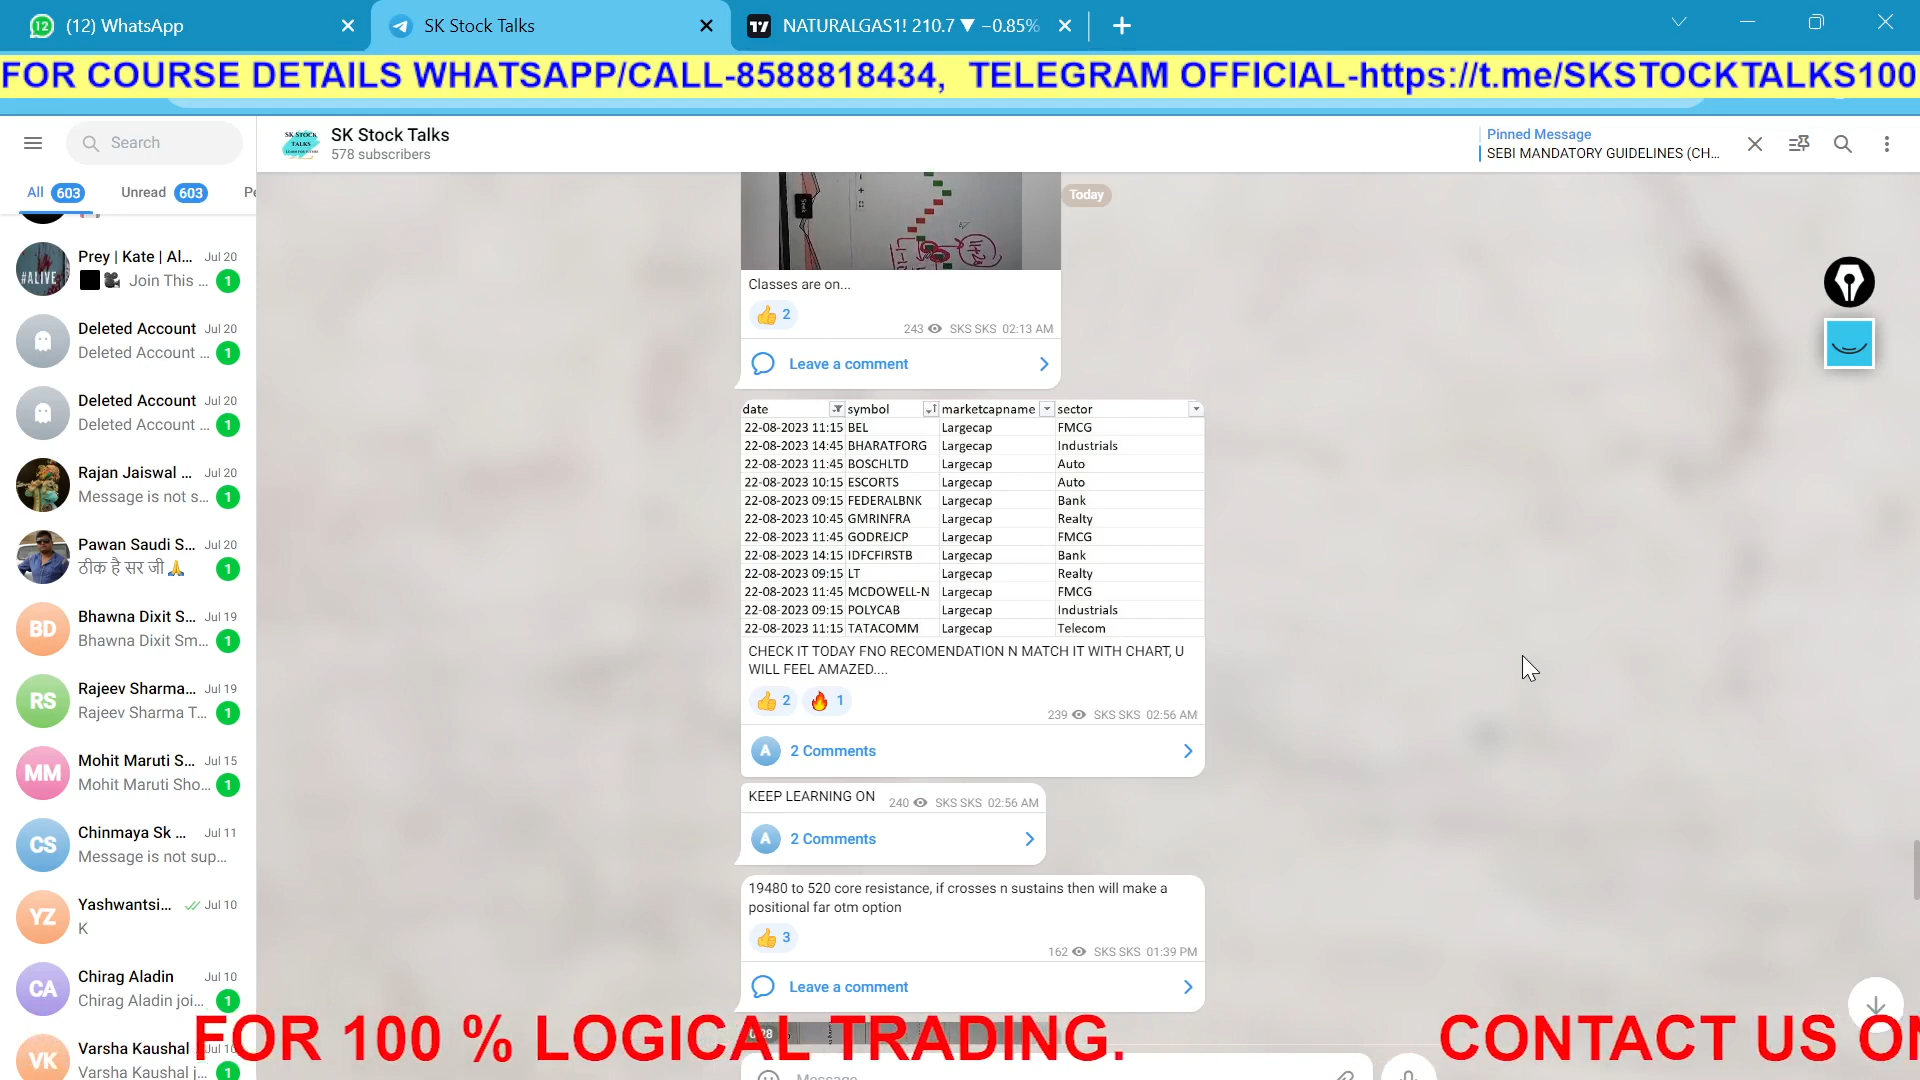 (12) WhatsApp
SK Stock Talks
NATURALGAS1! 210.7 ▼ −0.85%
FOR COURSE DETAILS WHATSAPP/CALL-8588818434, TELEGRAM OFFICIAL-https://t.me/SKSTOCKTALKS100
Search
SK Stock Talks
578 subscribers
Pinned Message
SEBI MANDATORY GUIDELINES (CH...
All 603
Unread 603
Pe
Today
Prey | Kate | Al... Jul 20
Join This ... 1
Deleted Account Jul 20
Deleted Account ... 1
Deleted Account Jul 20
Deleted Account ... 1
Rajan Jaiswal ... Jul 20
Message is not s... 1
Pawan Saudi S... Jul 20
ठीक है सर जी🙏 1
BD
Bhawna Dixit S... Jul 19
Bhawna Dixit Sm... 1
RS
Rajeev Sharma... Jul 19
Rajeev Sharma T... 1
MM
Mohit Maruti S... Jul 15
Mohit Maruti Sho... 1
CS
Chinmaya Sk ... Jul 11
Message is not sup...
YZ
Yashwantsi... Jul 10
K
CA
Chirag Aladin Jul 10
Chirag Aladin joi... 1
VK
Varsha Kaushal Jul 10
Varsha Kaushal j... 1
Classes are on...
👍 2
243 SKS SKS 02:13 AM
Leave a comment
date symbol marketcapname sector
22-08-2023 11:15 BEL Largecap FMCG
22-08-2023 14:45 BHARATFORG Largecap Industrials
22-08-2023 11:45 BOSCHLTD Largecap Auto
22-08-2023 10:15 ESCORTS Largecap Auto
22-08-2023 09:15 FEDERALBNK Largecap Bank
22-08-2023 10:45 GMRINFRA Largecap Realty
22-08-2023 11:45 GODREJCP Largecap FMCG
22-08-2023 14:15 IDFCFIRSTB Largecap Bank
22-08-2023 09:15 LT Largecap Realty
22-08-2023 11:45 MCDOWELL-N Largecap FMCG
22-08-2023 09:15 POLYCAB Largecap Industrials
22-08-2023 11:15 TATACOMM Largecap Telecom
CHECK IT TODAY FNO RECOMENDATION N MATCH IT WITH CHART, U
WILL FEEL AMAZED....
👍 2 🔥 1
239 SKS SKS 02:56 AM
A 2 Comments
KEEP LEARNING ON 240 SKS SKS 02:56 AM
A 2 Comments
19480 to 520 core resistance, if crosses n sustains then will make a
positional far otm option
👍 3
162 SKS SKS 01:39 PM
Leave a comment
Message
FOR 100 % LOGICAL TRADING.
CONTACT US ON